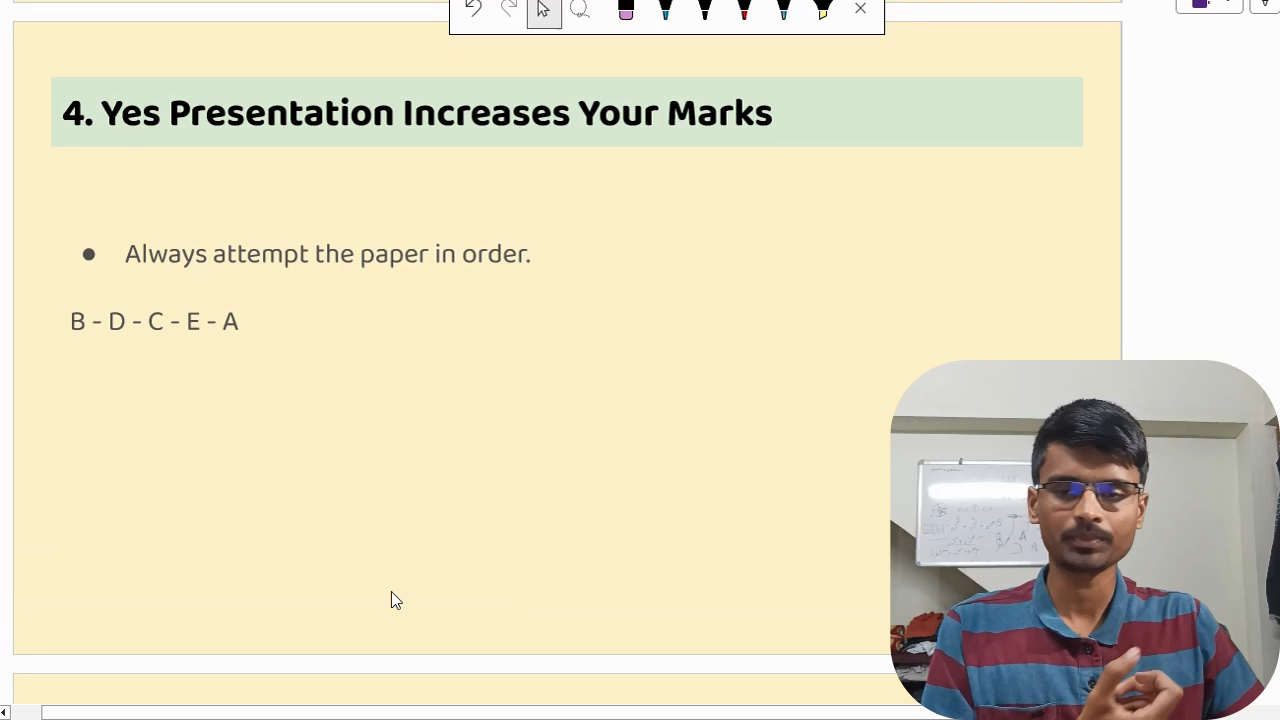 4. Yes Presentation Increases Your Marks
● Always attempt the paper in order.
B - D - C - E - A